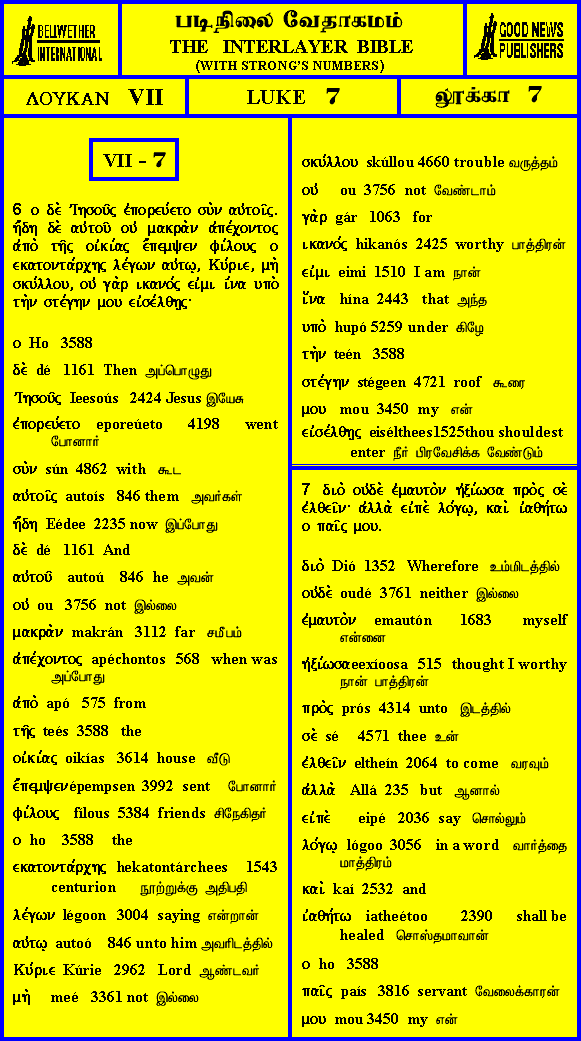 BELLWETHER
INTERNATIONAL
படிநிலை வேதாகமம்
THE INTERLAYER BIBLE
(WITH STRONG'S NUMBERS)
GOOD NEWS
PUBLISHERS
ΛΟΥΚΑΝ VII
LUKE 7
லூக்கா 7
VII - 7
6 ο δὲ Ἰησοῦς ἐπορεύετο σὺν αὐτοῖς.
ἤδη δὲ αὐτοῦ οὐ μακρὰν ἀπέχοντος
ἀπὸ τῆς οἰκίας ἔπεμψεν φίλους ο
εκατοντάρχης λέγων αὐτῳ, Κύριε, μὴ
σκύλλου, οὐ γὰρ ικανός εἰμι ἵνα υπὸ
τὴν στέγην μου εἰσέλθῃς·
ο Ho 3588
δὲ dé 1161 Then அப்பொழுது
Ἰησοῦς Ieesoús 2424 Jesus இயேசு
ἐπορεύετο eporeúeto 4198 went
போனார்
σὺν sún 4862 with கூட
αὐτοῖς autoís 846 them அவர்கள்
ἤδη Eédee 2235 now இப்போது
δὲ dé 1161 And
αὐτοῦ autoú 846 he அவன்
οὐ ou 3756 not இல்லை
μακρὰν makrán 3112 far சமீபம்
ἀπέχοντος apéchontos 568 when was
அப்போது
ἀπὸ apó 575 from
τῆς teés 3588 the
οἰκίας oikías 3614 house வீடு
ἔπεμψεν épempsen 3992 sent போனார்
φίλους fílous 5384 friends சிநேகிதர்
ο ho 3588 the
εκατοντάρχης hekatontárchees 1543
centurion நூற்றுக்கு அதிபதி
λέγων légoon 3004 saying என்றான்
αὐτῳ autoó 846 unto him அவரிடத்தில்
Κύριε Kúrie 2962 Lord ஆண்டவர்
μὴ meé 3361 not இல்லை
σκύλλου skúllou 4660 trouble வருத்தம்
οὐ ou 3756 not வேண்டாம்
γὰρ gár 1063 for
ικανός hikanós 2425 worthy பாத்திரன்
εἰμι eimi 1510 I am நான்
ἵνα hína 2443 that அந்த
υπὸ hupó 5259 under கிழே
τὴν teén 3588
στέγην stégeen 4721 roof கூரை
μου mou 3450 my என்
εἰσέλθῃς eisélthees1525thou shouldest
enter நீர் பிரவேசிக்க வேண்டும்
7 διὸ οὐδὲ ἐμαυτὸν ἠξίωσα πρὸς σὲ
ἐλθεῖν· ἀλλὰ εἰπὲ λόγῳ, καὶ ἰαθήτω
ο παῖς μου.
διὸ Dió 1352 Wherefore உம்மிடத்தில்
οὐδὲ oudé 3761 neither இல்லை
ἐμαυτὸν emautón 1683 myself
என்னை
ἠξίωσα eexíoosa 515 thought I worthy
நான் பாத்திரன்
πρὸς prós 4314 unto இடத்தில்
σὲ sé 4571 thee உன்
ἐλθεῖν eltheín 2064 to come வரவும்
ἀλλὰ Allá 235 but ஆனால்
εἰπὲ eipé 2036 say சொல்லும்
λόγῳ lógoo 3056 in a word வார்த்தை
மாத்திரம்
καὶ kaí 2532 and
ἰαθήτω iatheétoo 2390 shall be
healed சொஸ்தமாவான்
ο ho 3588
παῖς país 3816 servant வேலைக்காரன்
μου mou 3450 my என்